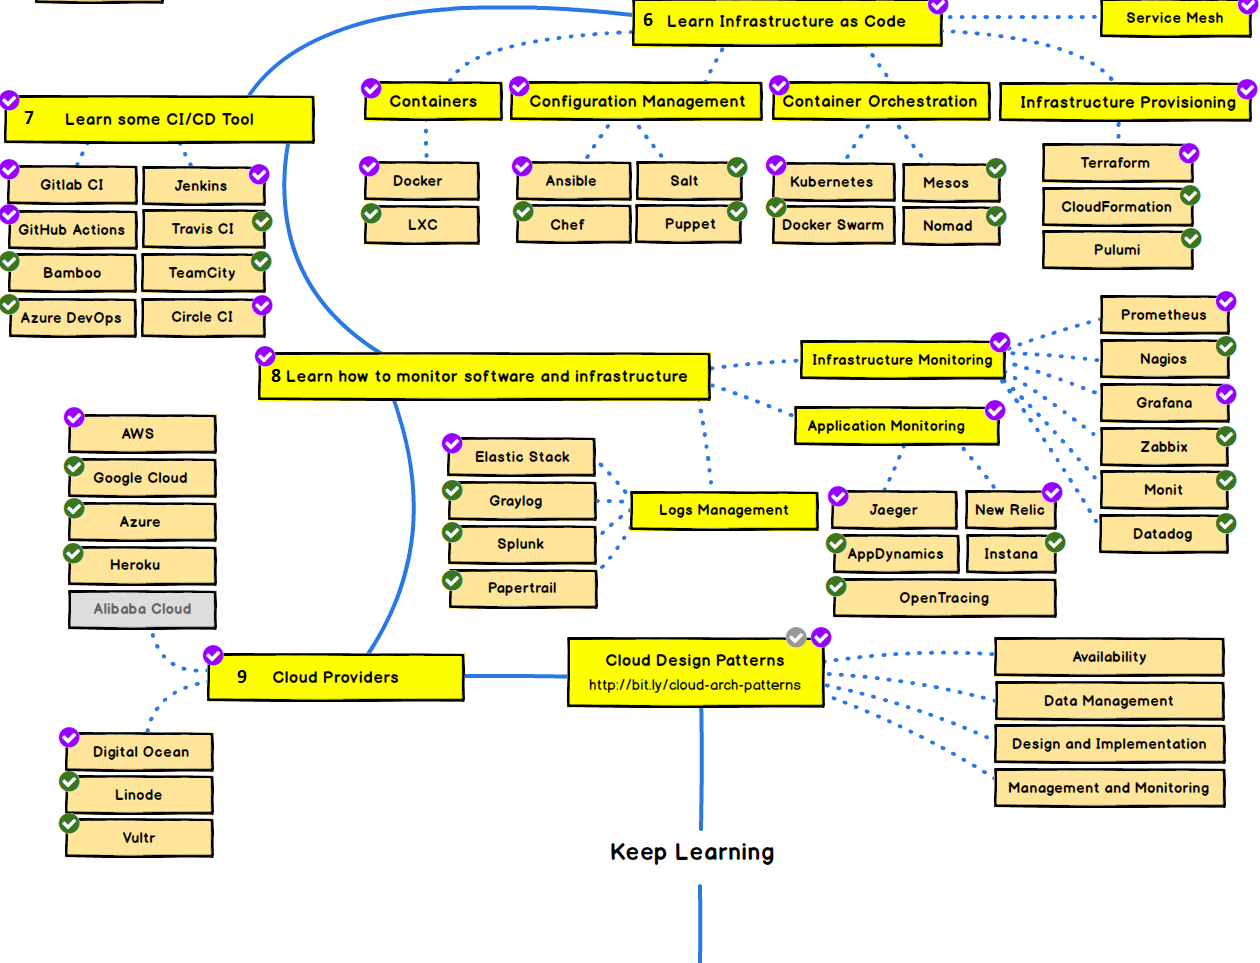 6 Learn Infrastructure as Code
Service Mesh
Containers
Configuration Management
Container Orchestration
Infrastructure Provisioning
7 Learn some CI/CD Tool
Docker
LXC
Ansible
Salt
Chef
Puppet
Kubernetes
Mesos
Docker Swarm
Nomad
Terraform
CloudFormation
Pulumi
Gitlab CI
Jenkins
GitHub Actions
Travis CI
Bamboo
TeamCity
Azure DevOps
Circle CI
8 Learn how to monitor software and infrastructure
Infrastructure Monitoring
Prometheus
Nagios
Grafana
Zabbix
Monit
Datadog
Application Monitoring
Jaeger
New Relic
AppDynamics
Instana
OpenTracing
Logs Management
Elastic Stack
Graylog
Splunk
Papertrail
AWS
Google Cloud
Azure
Heroku
Alibaba Cloud
9 Cloud Providers
Digital Ocean
Linode
Vultr
Cloud Design Patterns
http://bit.ly/cloud-arch-patterns
Availability
Data Management
Design and Implementation
Management and Monitoring
Keep Learning